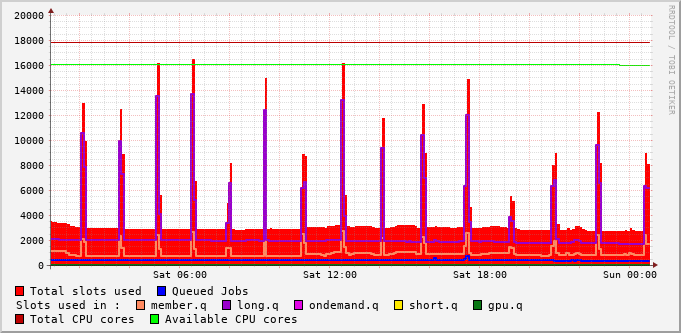 20000
18000
16000
14000
12000
10000
8000
6000
4000
2000
0
Sat 06:00 Sat 12:00 Sat 18:00 Sun 00:00
RRDTOOL / TOBI OETIKER
Total slots used Queued Jobs
Slots used in : member.q long.q ondemand.q short.q gpu.q
Total CPU cores Available CPU cores